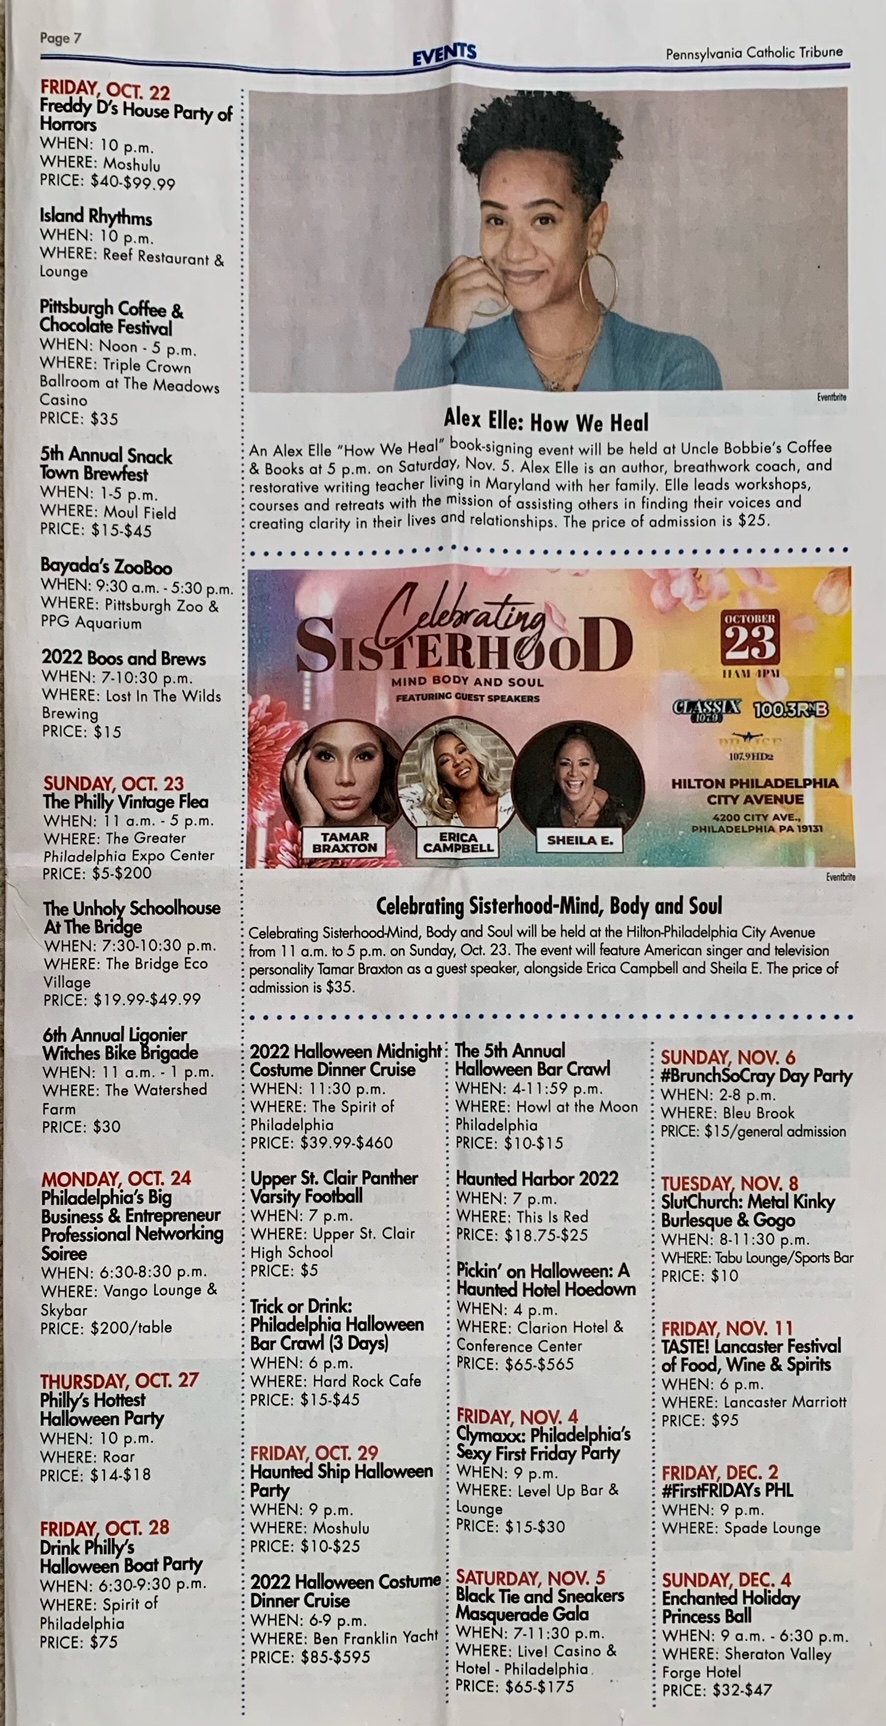 Page 7
EVENTS
Pennsylvania Catholic Tribune
FRIDAY, OCT. 22
Freddy D's House Party of
Horrors
WHEN: 10 p.m.
WHERE: Moshulu
PRICE: $40-$99.99
Island Rhythms
WHEN: 10 p.m.
WHERE: Reef Restaurant &
Lounge
Pittsburgh Coffee &
Chocolate Festival
WHEN: Noon - 5 p.m.
WHERE: Triple Crown
Ballroom at The Meadows
Casino
PRICE: $35
5th Annual Snack
Town Brewfest
WHEN: 1-5 p.m.
WHERE: Moul Field
PRICE: $15-$45
Bayada's ZooBoo
WHEN: 9:30 a.m. - 5:30 p.m.
WHERE: Pittsburgh Zoo &
PPG Aquarium
2022 Boos and Brews
WHEN: 7-10:30 p.m.
WHERE: Lost In The Wilds
Brewing
PRICE: $15
SUNDAY, OCT. 23
The Philly Vintage Flea
WHEN: 11 a.m. - 5 p.m.
WHERE: The Greater
Philadelphia Expo Center
PRICE: $5-$200
The Unholy Schoolhouse
At The Bridge
WHEN: 7:30-10:30 p.m.
WHERE: The Bridge Eco
Village
PRICE: $19.99-$49.99
6th Annual Ligonier
Witches Bike Brigade
WHEN: 11 a.m. - 1 p.m.
WHERE: The Watershed
Farm
PRICE: $30
MONDAY, OCT. 24
Philadelphia's Big
Business & Entrepreneur
Professional Networking
Soiree
WHEN: 6:30-8:30 p.m.
WHERE: Vango Lounge &
Skybar
PRICE: $200/table
THURSDAY, OCT. 27
Philly's Hottest
Halloween Party
WHEN: 10 p.m.
WHERE: Roar
PRICE: $14-$18
FRIDAY, OCT. 28
Drink Philly's
Halloween Boat Party
WHEN: 6:30-9:30 p.m.
WHERE: Spirit of
Philadelphia
PRICE: $75
Eventbrite
Alex Elle: How We Heal
An Alex Elle "How We Heal" book-signing event will be held at Uncle Bobbie's Coffee
& Books at 5 p.m. on Saturday, Nov. 5. Alex Elle is an author, breathwork coach, and
restorative writing teacher living in Maryland with her family. Elle leads workshops,
courses and retreats with the mission of assisting others in finding their voices and
creating clarity in their lives and relationships. The price of admission is $25.
Celebrating
SISTERHOOD
MIND BODY AND SOUL
FEATURING GUEST SPEAKERS
TAMAR
BRAXTON
ERICA
CAMPBELL
SHEILA E.
OCTOBER
23
11AM-4PM
CLASSIX
107.9
100.3 RNB
PRAISE
107.9 HD2
HILTON PHILADELPHIA
CITY AVENUE
4200 CITY AVE.,
PHILADELPHIA PA 19131
Eventbrite
Celebrating Sisterhood-Mind, Body and Soul
Celebrating Sisterhood-Mind, Body and Soul will be held at the Hilton-Philadelphia City Avenue
from 11 a.m. to 5 p.m. on Sunday, Oct. 23. The event will feature American singer and television
personality Tamar Braxton as a guest speaker, alongside Erica Campbell and Sheila E. The price of
admission is $35.
2022 Halloween Midnight
Costume Dinner Cruise
WHEN: 11:30 p.m.
WHERE: The Spirit of
Philadelphia
PRICE: $39.99-$460
Upper St. Clair Panther
Varsity Football
WHEN: 7 p.m.
WHERE: Upper St. Clair
High School
PRICE: $5
Trick or Drink:
Philadelphia Halloween
Bar Crawl (3 Days)
WHEN: 6 p.m.
WHERE: Hard Rock Cafe
PRICE: $15-$45
FRIDAY, OCT. 29
Haunted Ship Halloween
Party
WHEN: 9 p.m.
WHERE: Moshulu
PRICE: $10-$25
2022 Halloween Costume
Dinner Cruise
WHEN: 6-9 p.m.
WHERE: Ben Franklin Yacht
PRICE: $85-$595
The 5th Annual
Halloween Bar Crawl
WHEN: 4-11:59 p.m.
WHERE: Howl at the Moon
Philadelphia
PRICE: $10-$15
Haunted Harbor 2022
WHEN: 7 p.m.
WHERE: This Is Red
PRICE: $18.75-$25
Pickin' on Halloween: A
Haunted Hotel Hoedown
WHEN: 4 p.m.
WHERE: Clarion Hotel &
Conference Center
PRICE: $65-$565
FRIDAY, NOV. 4
Clymaxx: Philadelphia's
Sexy First Friday Party
WHEN: 9 p.m.
WHERE: Level Up Bar &
Lounge
PRICE: $15-$30
SATURDAY, NOV. 5
Black Tie and Sneakers
Masquerade Gala
WHEN: 7-11:30 p.m.
WHERE: Live! Casino &
Hotel - Philadelphia
PRICE: $65-$175
SUNDAY, NOV. 6
#BrunchSoCray Day Party
WHEN: 2-8 p.m.
WHERE: Bleu Brook
PRICE: $15/general admission
TUESDAY, NOV. 8
SlutChurch: Metal Kinky
Burlesque & Gogo
WHEN: 8-11:30 p.m.
WHERE: Tabu Lounge/Sports Bar
PRICE: $10
FRIDAY, NOV. 11
TASTE! Lancaster Festival
of Food, Wine & Spirits
WHEN: 6 p.m.
WHERE: Lancaster Marriott
PRICE: $95
FRIDAY, DEC. 2
#FirstFRIDAYs PHL
WHEN: 9 p.m.
WHERE: Spade Lounge
SUNDAY, DEC. 4
Enchanted Holiday
Princess Ball
WHEN: 9 a.m. - 6:30 p.m.
WHERE: Sheraton Valley
Forge Hotel
PRICE: $32-$47